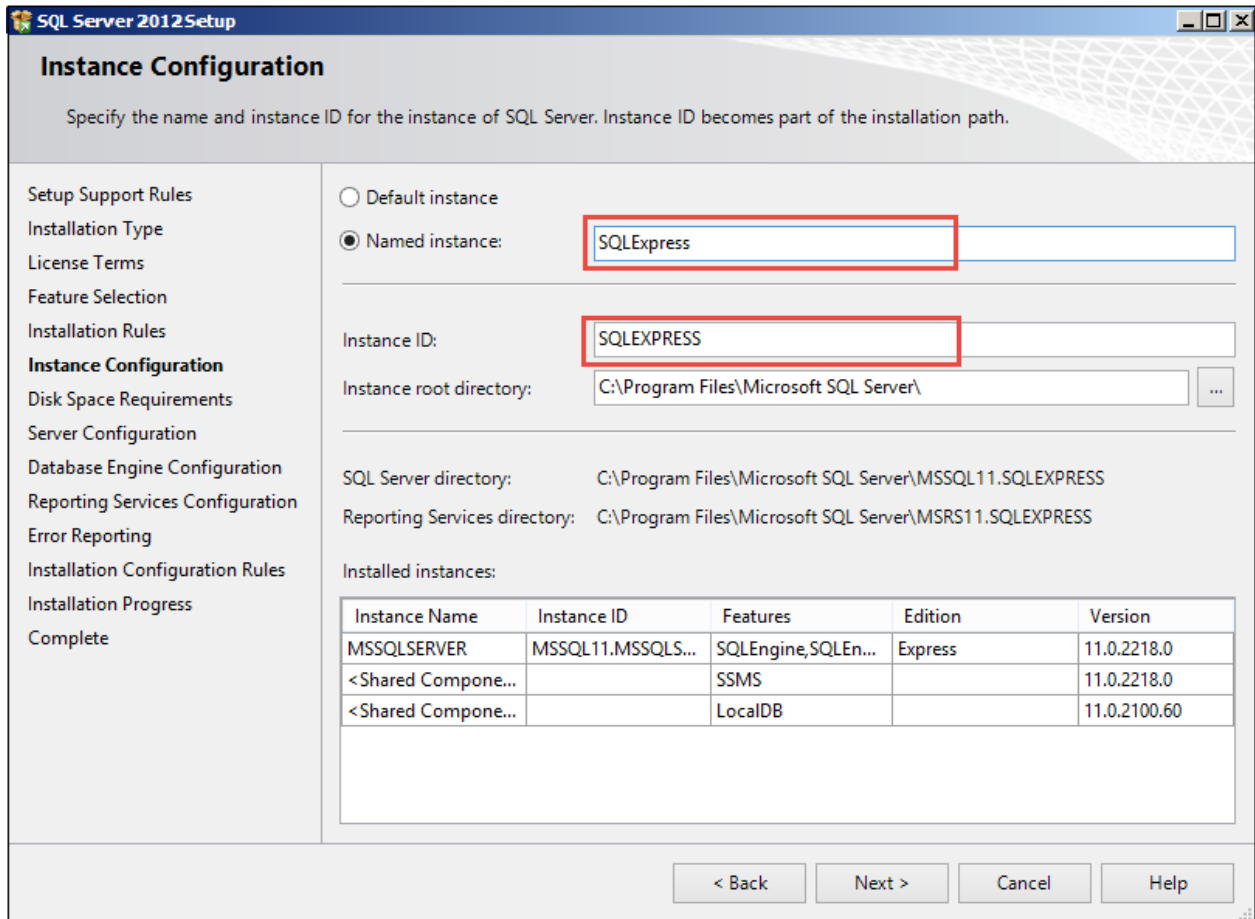 SQL Server 2012Setup
Instance Configuration
Specify the name and instance ID for the instance of SQL Server. Instance ID becomes part of the installation path.
Setup Support Rules
Installation Type
License Terms
Feature Selection
Installation Rules
Instance Configuration
Disk Space Requirements
Server Configuration
Database Engine Configuration
Reporting Services Configuration
Error Reporting
Installation Configuration Rules
Installation Progress
Complete
Default instance
Named instance: SQLExpress
Instance ID: SQLEXPRESS
Instance root directory: C:\Program Files\Microsoft SQL Server\ ...
SQL Server directory: C:\Program Files\Microsoft SQL Server\MSSQL11.SQLEXPRESS
Reporting Services directory: C:\Program Files\Microsoft SQL Server\MSRS11.SQLEXPRESS
Installed instances:
Instance Name Instance ID Features Edition Version
MSSQLSERVER MSSQL11.MSSQLS... SQLEngine,SQLEn... Express 11.0.2218.0
<Shared Compone... SSMS 11.0.2218.0
<Shared Compone... LocalDB 11.0.2100.60
< Back Next > Cancel Help